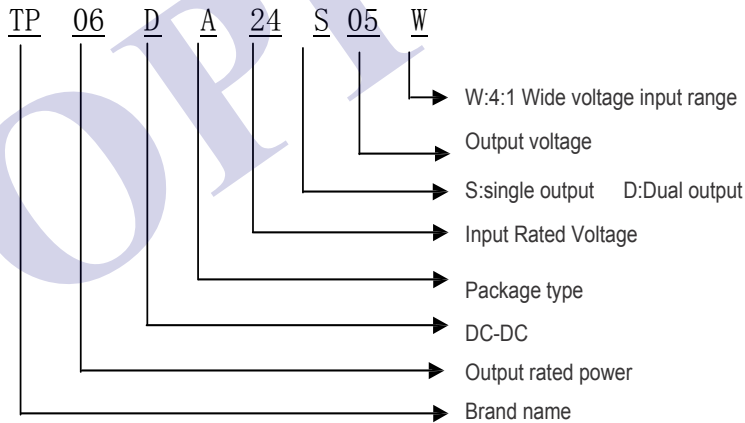 TP 06 D A 24 S 05 W
W:4:1 Wide voltage input range
Output voltage
S:single output D:Dual output
Input Rated Voltage
Package type
DC-DC
Output rated power
Brand name